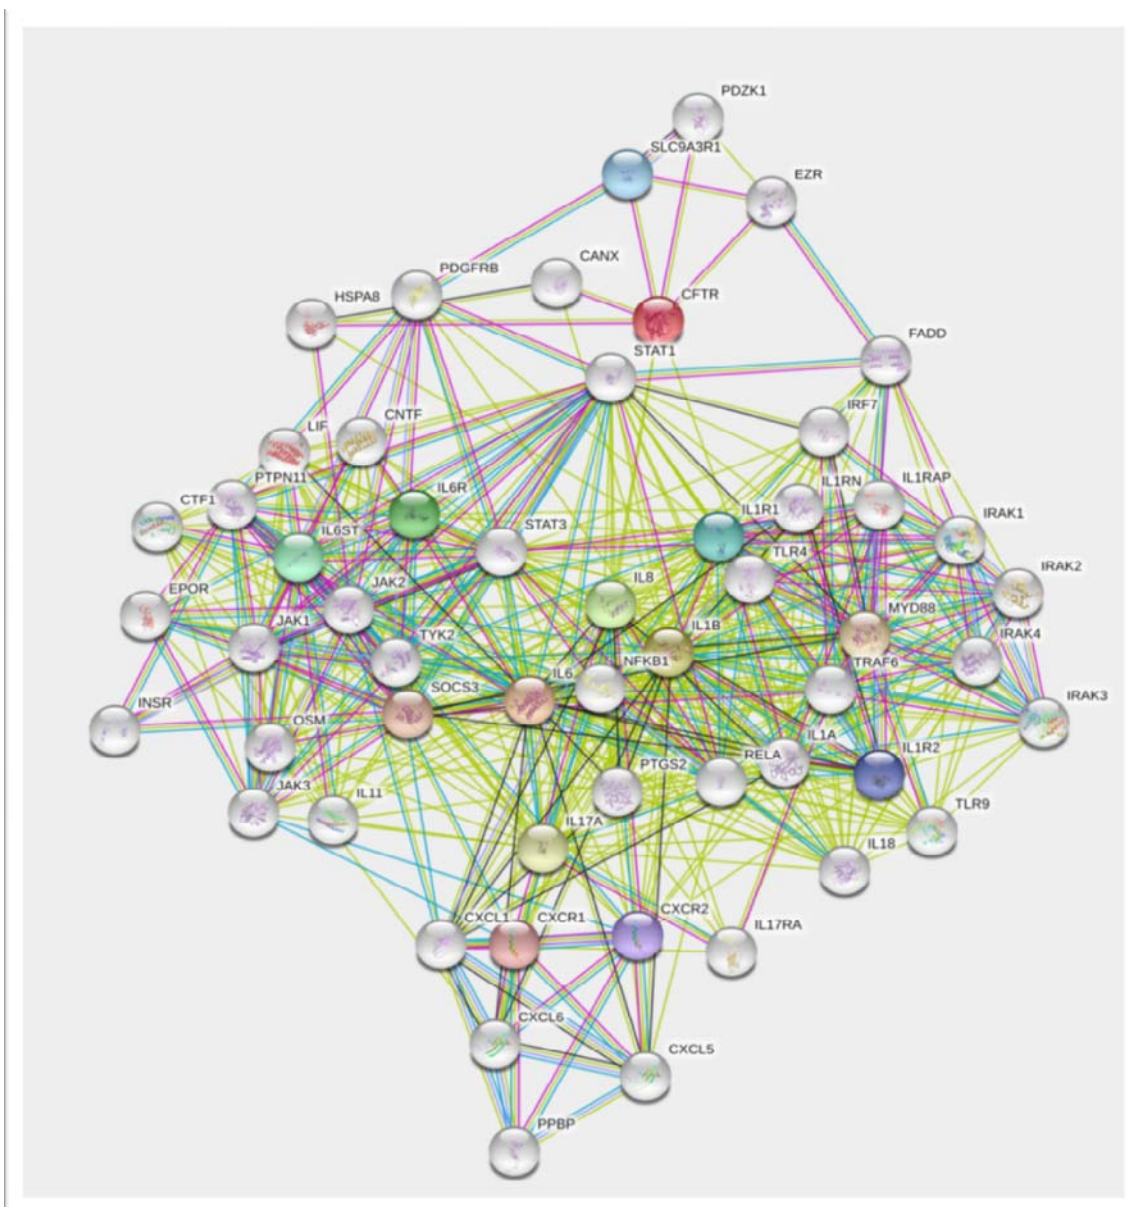 PDZK1
SLC9A3R1
EZR
CANX
PDGFRB
HSPA8
CFTR
FADD
STAT1
IRF7
CNTF
LIF
PTPN11
IL6R
IL1RN
IL1RAP
CTF1
IL1R1
IRAK1
STAT3
IL6ST
TLR4
IRAK2
IL8
JAK2
EPOR
MYD88
JAK1
IL1B
IRAK4
TYK2
TRAF6
NFKB1
IL6
SOCS3
IRAK3
INSR
OSM
IL1A
IL1R2
RELA
PTGS2
JAK3
IL11
TLR9
IL17A
IL18
CXCR2
CXCL1
CXCR1
IL17RA
CXCL6
CXCL5
PPBP